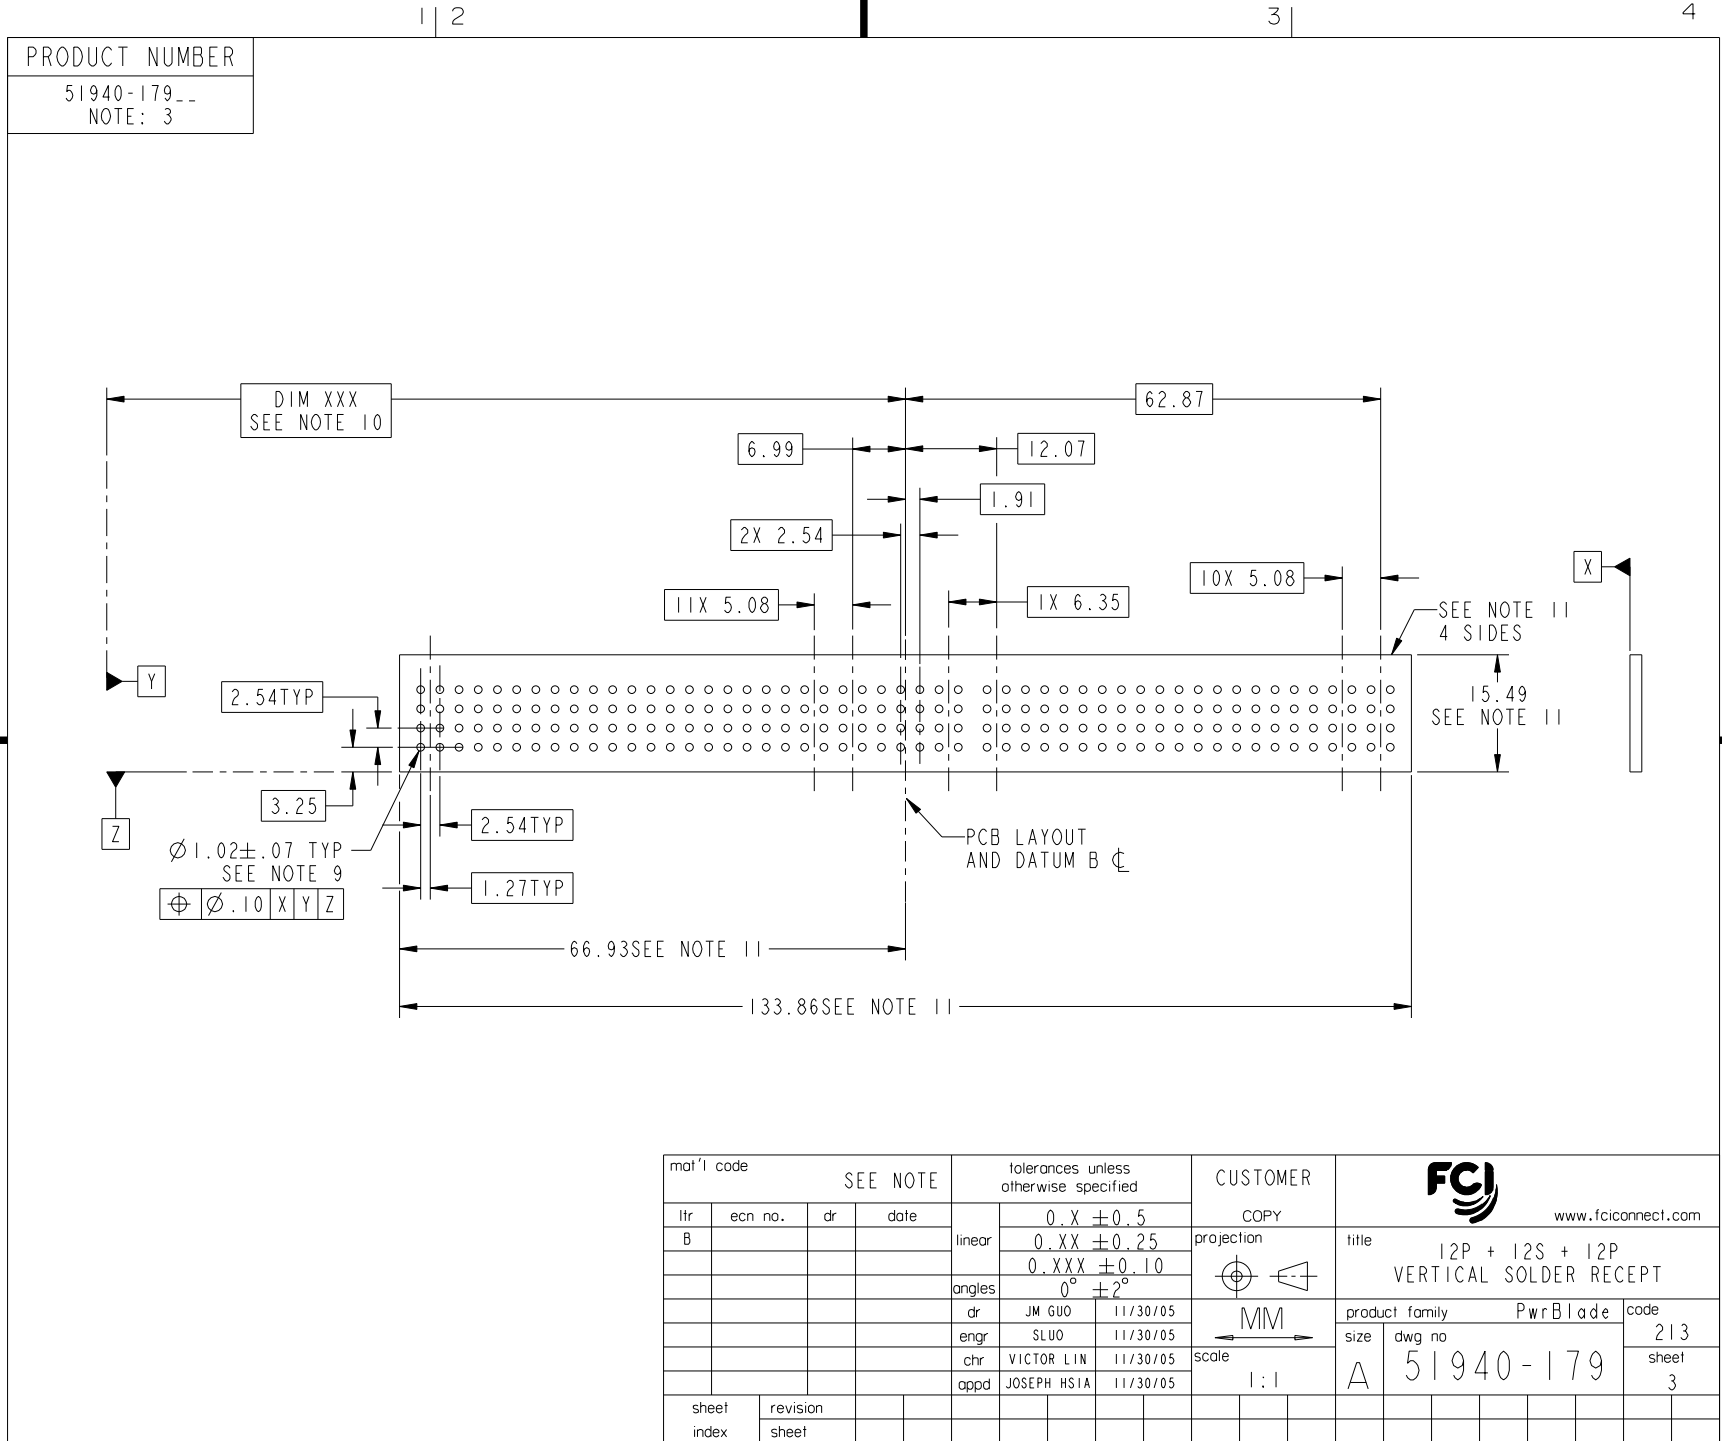 1 2 3 4
PRODUCT NUMBER
51940-179__
NOTE: 3
DIM XXX
SEE NOTE 10
62.87
6.99
12.07
1.91
2X 2.54
X
10X 5.08
11X 5.08
1X 6.35
SEE NOTE 11
4 SIDES
Y
2.54TYP
15.49
SEE NOTE 11
3.25
2.54TYP
Z
PCB LAYOUT
AND DATUM B ℄
Ø1.02±.07 TYP
SEE NOTE 9
1.27TYP
⌖ Ø.10 X Y Z
66.93SEE NOTE 11
133.86SEE NOTE 11
mat'l code
SEE NOTE
tolerances unless
otherwise specified
CUSTOMER
COPY
FCI
www.fciconnect.com
ltr ecn no. dr date
B
linear
0.X ±0.5
0.XX ±0.25
0.XXX ±0.10
angles
0° ±2°
projection
title
12P + 12S + 12P
VERTICAL SOLDER RECEPT
dr JM GUO 11/30/05
engr SLUO 11/30/05
chr VICTOR LIN 11/30/05
appd JOSEPH HSIA 11/30/05
MM
scale
1:1
product family PwrBlade
code
213
size
A
dwg no
51940-179
sheet
3
sheet
index
revision
sheet